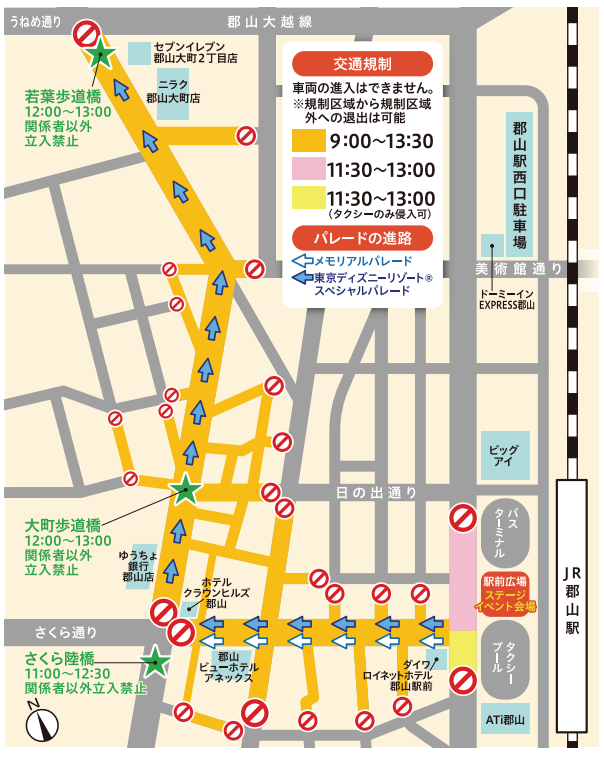 うねめ通り
郡山大越線
セブンイレブン
郡山大町2丁目店
ニラク
郡山大町店
若葉歩道橋
12:00〜13:00
関係者以外
立入禁止
交通規制
車両の進入はできません。
※規制区域から規制区域
外への退出は可能
9:00〜13:30
11:30〜13:00
11:30〜13:00
(タクシーのみ侵入可)
パレードの進路
メモリアルパレード
東京ディズニーリゾート®
スペシャルパレード
郡山駅西口駐車場
美術館通り
ドーミーイン
EXPRESS郡山
ビッグ
アイ
日の出通り
大町歩道橋
12:00〜13:00
関係者以外
立入禁止
ゆうちょ
銀行
郡山店
ホテル
クラウンヒルズ
郡山
バス
ターミナル
駅前広場
ステージ
イベント会場
JR郡山駅
さくら通り
さくら陸橋
11:00〜12:30
関係者以外立入禁止
郡山
ビューホテル
アネックス
ダイワ
ロイネットホテル
郡山駅前
タクシー
プール
ATi郡山
N